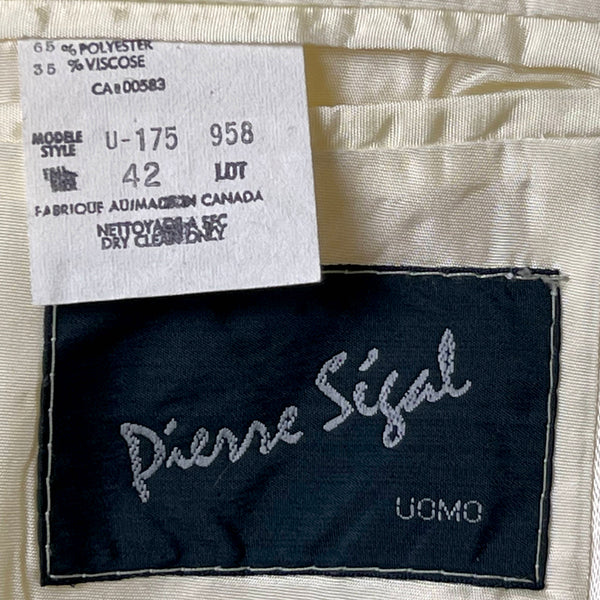 65 % POLYESTER
35 % VISCOSE
CA 00583
MODELE
STYLE
U-175 958
42 LOT
FABRIQUE AU/MADE IN CANADA
NETTOYAGE A SEC
DRY CLEAN ONLY
Pierre Sígal
UOMO